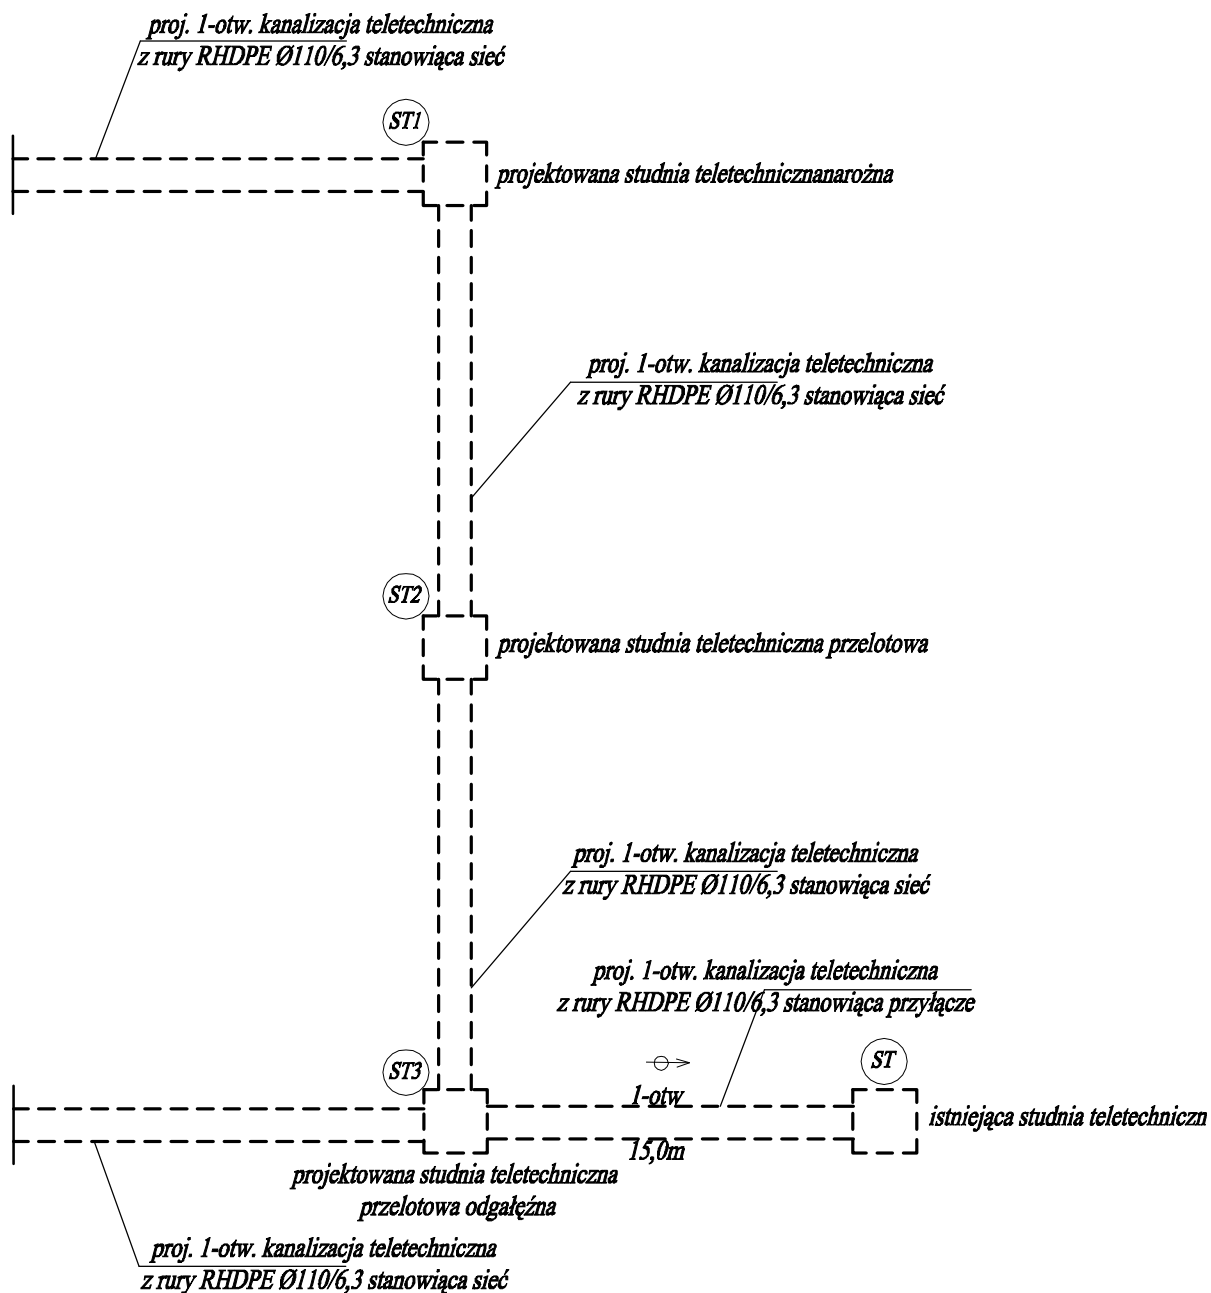 proj. 1-otw. kanalizacja teletechniczna
z rury RHDPE Ø110/6,3 stanowiąca sieć
ST1
projektowana studnia teletechnicznanarożna
proj. 1-otw. kanalizacja teletechniczna
z rury RHDPE Ø110/6,3 stanowiąca sieć
ST2
projektowana studnia teletechniczna przelotowa
proj. 1-otw. kanalizacja teletechniczna
z rury RHDPE Ø110/6,3 stanowiąca sieć
proj. 1-otw. kanalizacja teletechniczna
z rury RHDPE Ø110/6,3 stanowiąca przyłącze
ST3
ST
1-otw
istniejąca studnia teletechniczn
15,0m
projektowana studnia teletechniczna
przelotowa odgałęźna
proj. 1-otw. kanalizacja teletechniczna
z rury RHDPE Ø110/6,3 stanowiąca sieć